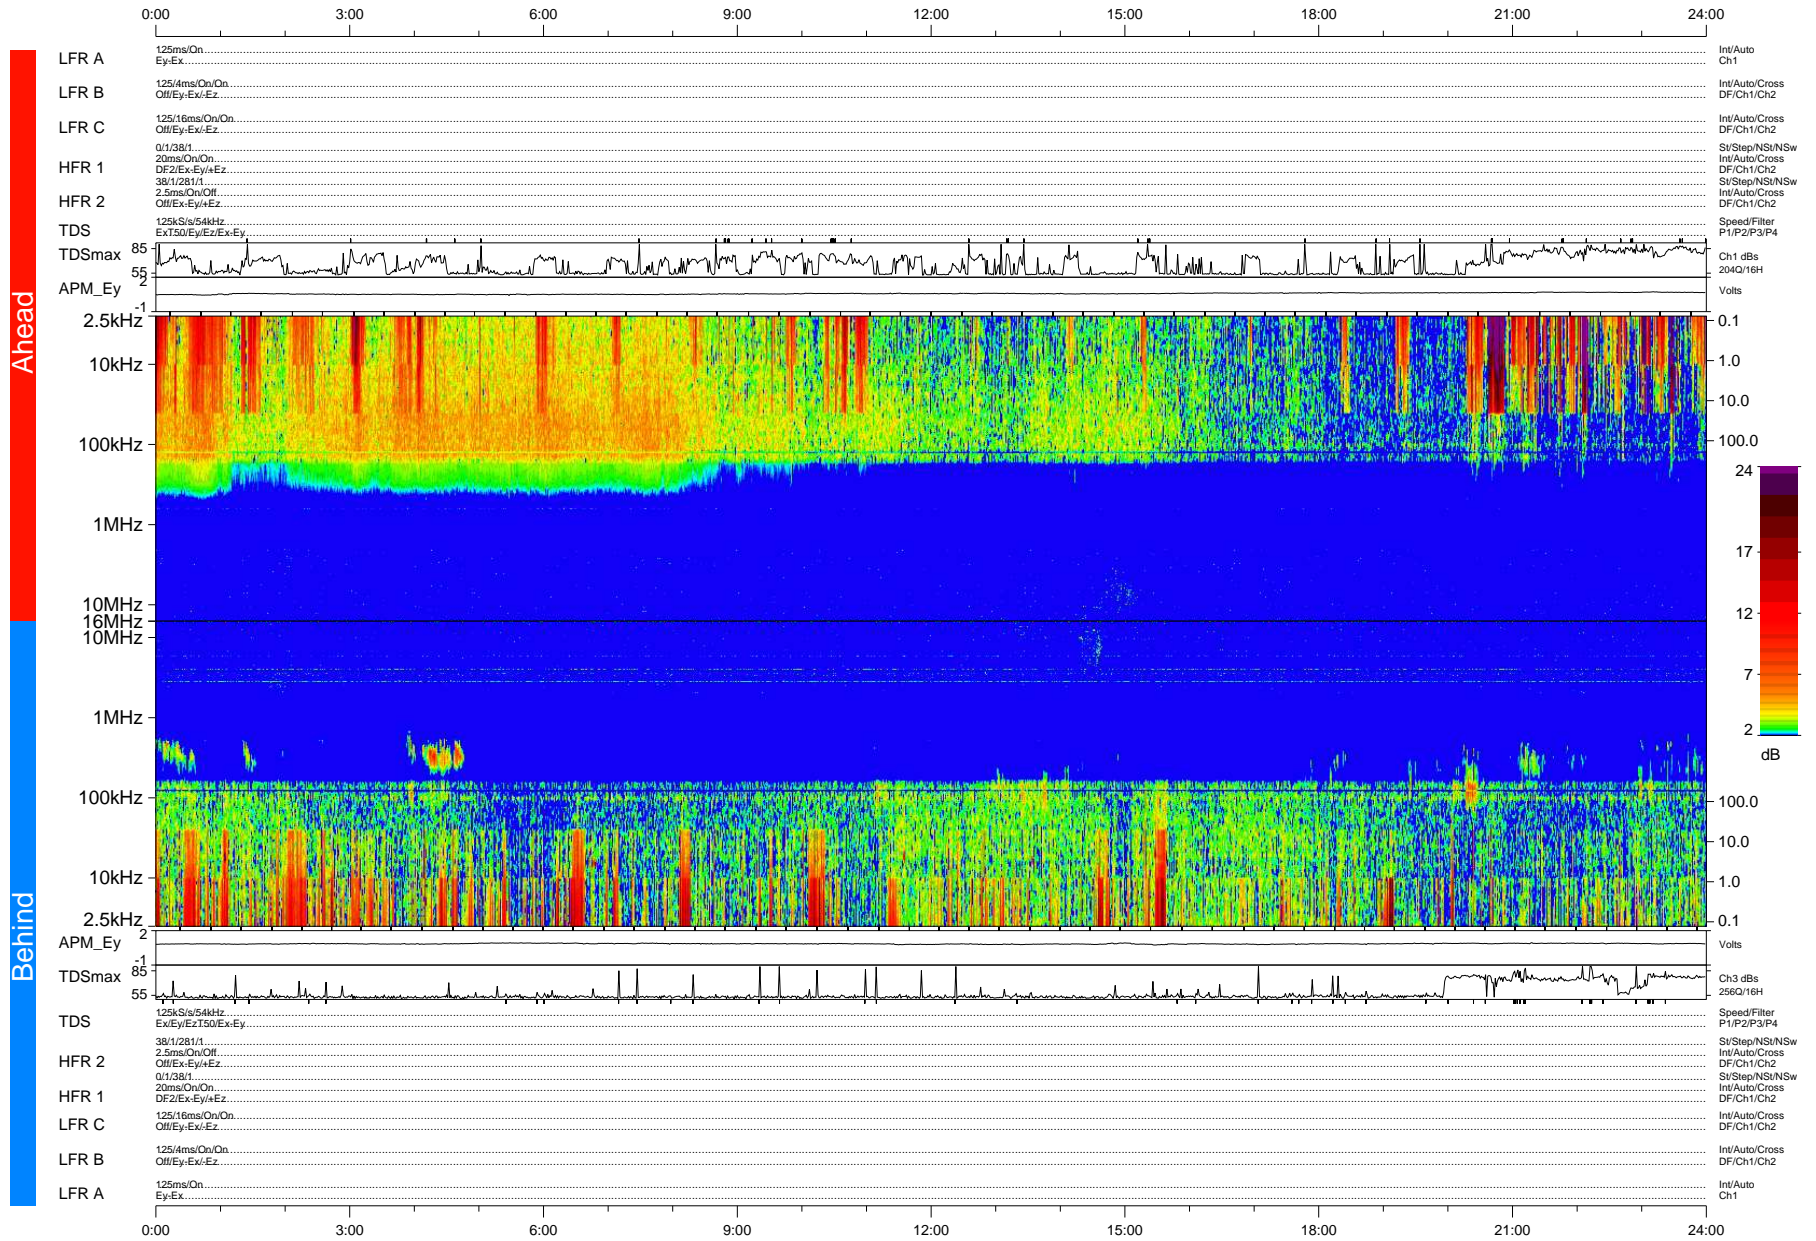 0:00 3:00 6:00 9:00 12:00 15:00 18:00 21:00 24:00
Ahead
LFR A 125ms/On Int/Auto
Ey-Ex Ch1
LFR B 125/4ms/On/On Int/Auto/Cross
Off/Ey-Ex/-Ez DF/Ch1/Ch2
LFR C 125/16ms/On/On Int/Auto/Cross
Off/Ey-Ex/-Ez DF/Ch1/Ch2
0/1/38/1 St/Step/NSt/NSw
HFR 1 20ms/On/On Int/Auto/Cross
DF2/Ex-Ey/+Ez DF/Ch1/Ch2
38/1/281/1 St/Step/NSt/NSw
HFR 2 2.5ms/On/Off Int/Auto/Cross
Off/Ex-Ey/+Ez DF/Ch1/Ch2
TDS 125kS/s/54kHz Speed/Filter
ExT50/Ey/Ez/Ex-Ey P1/P2/P3/P4
TDSmax 85 Ch1 dBs
55 204Q/16H
APM_Ey 2 Volts
-1
2.5kHz 0.1
10kHz 1.0
10.0
100kHz 100.0
1MHz
10MHz
16MHz
10MHz
1MHz
100kHz 100.0
10.0
10kHz 1.0
2.5kHz 0.1
24
17
12
7
2
dB
Behind
APM_Ey 2 Volts
-1
TDSmax 85 Ch3 dBs
55 256Q/16H
TDS 125kS/s/54kHz Speed/Filter
Ex/Ey/EzT50/Ex-Ey P1/P2/P3/P4
38/1/281/1 St/Step/NSt/NSw
HFR 2 2.5ms/On/Off Int/Auto/Cross
Off/Ex-Ey/+Ez DF/Ch1/Ch2
0/1/38/1 St/Step/NSt/NSw
HFR 1 20ms/On/On Int/Auto/Cross
DF2/Ex-Ey/+Ez DF/Ch1/Ch2
LFR C 125/16ms/On/On Int/Auto/Cross
Off/Ey-Ex/-Ez DF/Ch1/Ch2
LFR B 125/4ms/On/On Int/Auto/Cross
Off/Ey-Ex/-Ez DF/Ch1/Ch2
LFR A 125ms/On Int/Auto
Ey-Ex Ch1
0:00 3:00 6:00 9:00 12:00 15:00 18:00 21:00 24:00